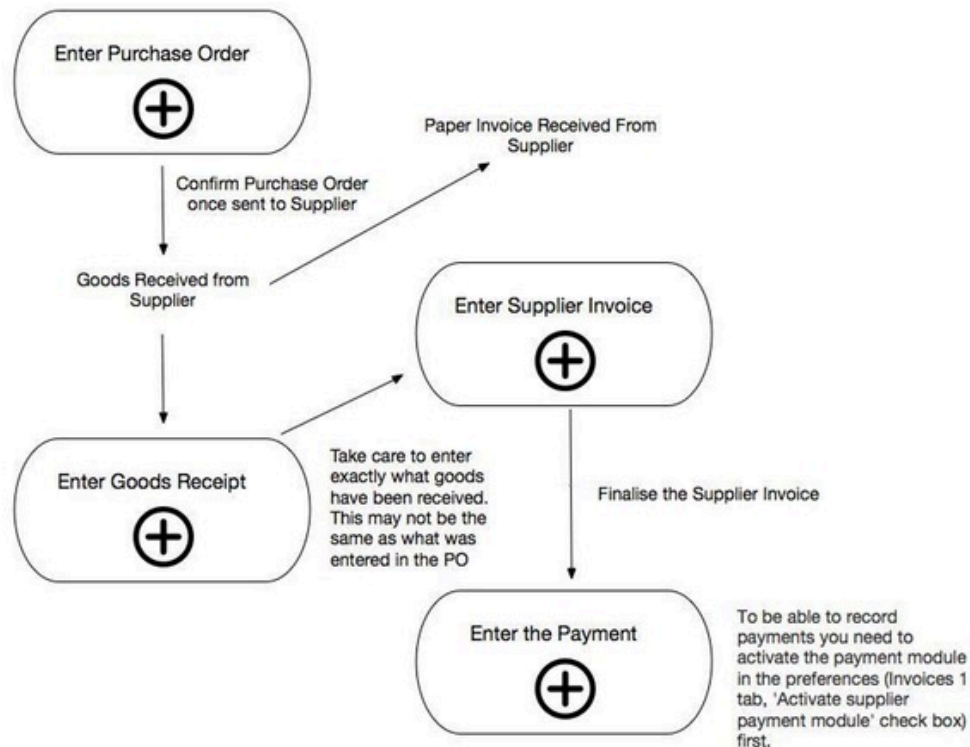 Enter Purchase Order
Paper Invoice Received From
Supplier
Confirm Purchase Order
once sent to Supplier
Goods Received from
Supplier
Enter Supplier Invoice
Enter Goods Receipt
Take care to enter
exactly what goods
have been received.
This may not be the
same as what was
entered in the PO
Finalise the Supplier Invoice
Enter the Payment
To be able to record
payments you need to
activate the payment module
in the preferences (Invoices 1
tab, 'Activate supplier
payment module' check box)
first.